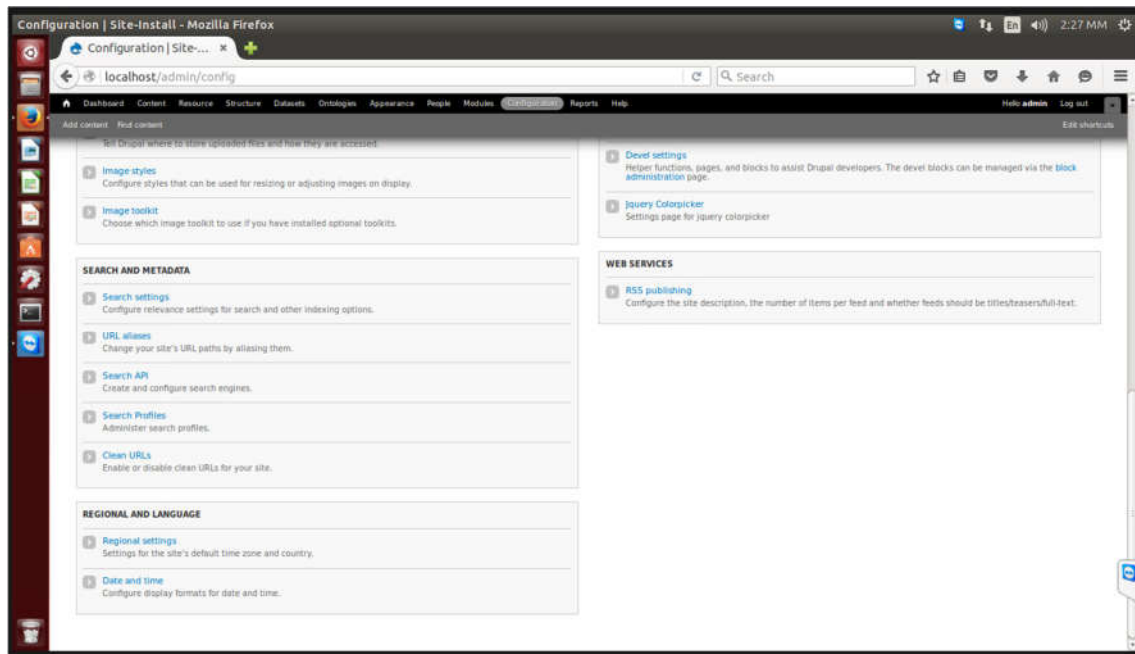 Configuration | Site-Install - Mozilla Firefox
En
2:27 MM
Configuration | Site-...
localhost/admin/config
Search
Dashboard Content Resource Structure Datasets Ontologies Appearance People Modules Configuration Reports Help
Hello admin Log out
Add content Find content
Edit shortcuts
Tell Drupal where to store uploaded files and how they are accessed.
Image styles
Configure styles that can be used for resizing or adjusting images on display.
Image toolkit
Choose which image toolkit to use if you have installed optional toolkits.
SEARCH AND METADATA
Search settings
Configure relevance settings for search and other indexing options.
URL aliases
Change your site's URL paths by aliasing them.
Search API
Create and configure search engines.
Search Profiles
Administer search profiles.
Clean URLs
Enable or disable clean URLs for your site.
REGIONAL AND LANGUAGE
Regional settings
Settings for the site's default time zone and country.
Date and time
Configure display formats for date and time.
Devel settings
Helper functions, pages, and blocks to assist Drupal developers. The devel blocks can be managed via the block
administration page.
Jquery Colorpicker
Settings page for jquery colorpicker
WEB SERVICES
RSS publishing
Configure the site description, the number of items per feed and whether feeds should be titles/teasers/full-text.